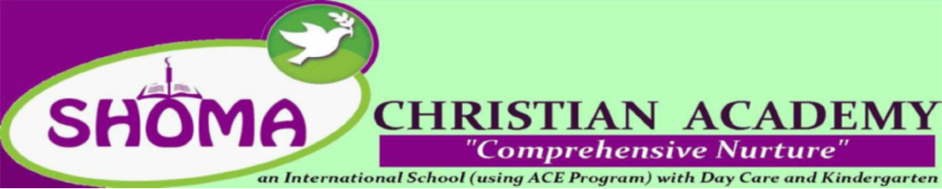 SHOMA
CHRISTIAN ACADEMY
"Comprehensive Nurture"
an International School (using ACE Program) with Day Care and Kindergarten